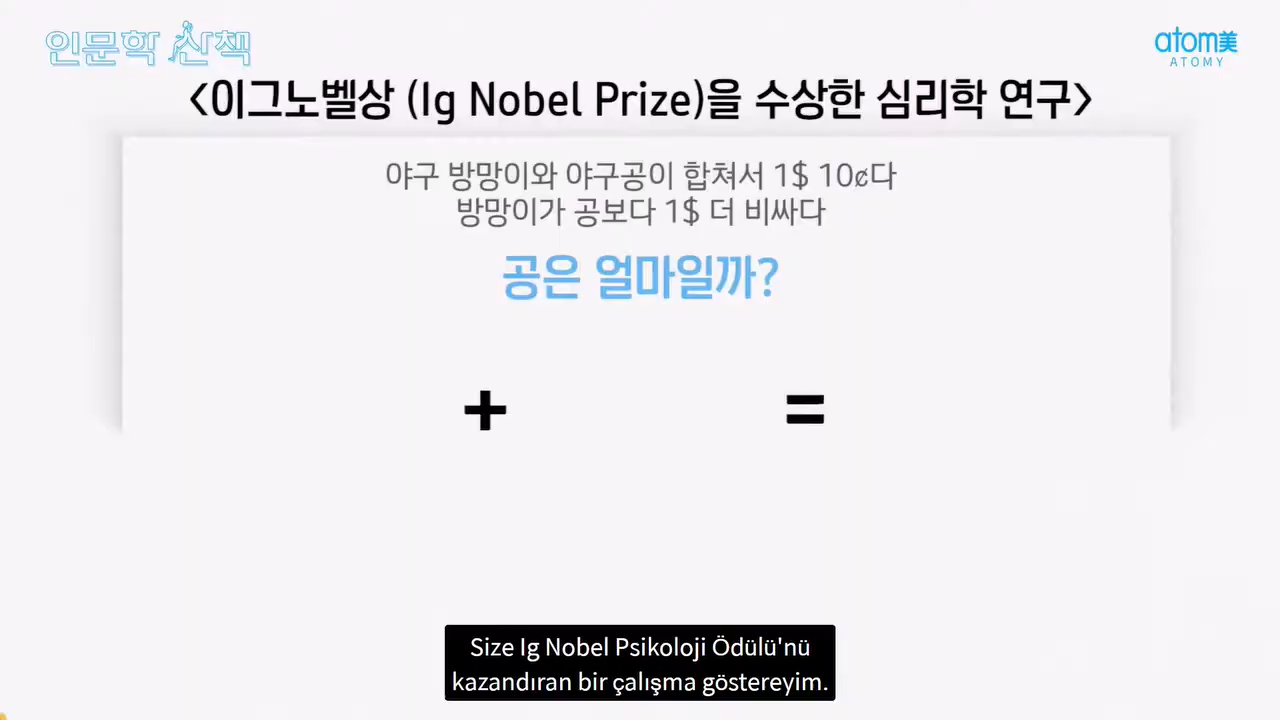 인문학 산책
atom美
ATOMY
<이그노벨상 (Ig Nobel Prize)을 수상한 심리학 연구>
야구 방망이와 야구공이 합쳐서 1$ 10¢다
방망이가 공보다 1$ 더 비싸다
공은 얼마일까?
+ =
Size Ig Nobel Psikoloji Ödülü'nü
kazandıran bir çalışma göstereyim.